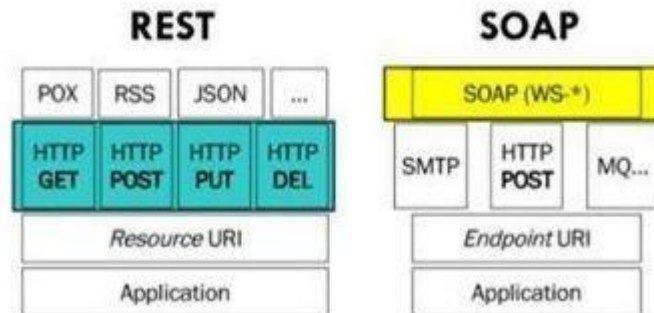 REST
POX RSS JSON ...
HTTP GET HTTP POST HTTP PUT HTTP DEL
Resource URI
Application
SOAP
SOAP (WS-*)
SMTP HTTP POST MQ...
Endpoint URI
Application